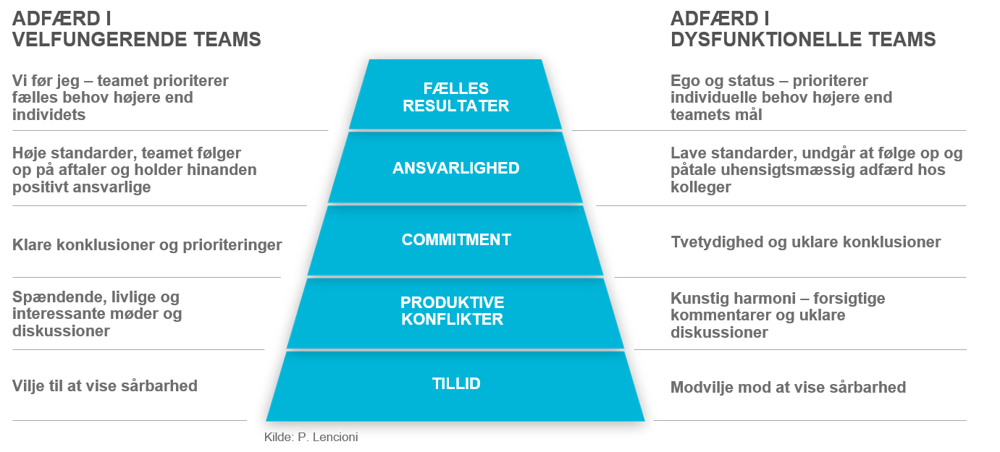 ADFÆRD I
VELFUNGERENDE TEAMS
ADFÆRD I
DYSFUNKTIONELLE TEAMS
Vi før jeg – teamet prioriterer
fælles behov højere end
individets
FÆLLES
RESULTATER
Ego og status – prioriterer
individuelle behov højere end
teamets mål
Høje standarder, teamet følger
op på aftaler og holder hinanden
positivt ansvarlige
ANSVARLIGHED
Lave standarder, undgår at følge op og
påtale uhensigtsmæssig adfærd hos
kolleger
Klare konklusioner og prioriteringer
COMMITMENT
Tvetydighed og uklare konklusioner
Spændende, livlige og
interessante møder og
diskussioner
PRODUKTIVE
KONFLIKTER
Kunstig harmoni – forsigtige
kommentarer og uklare
diskussioner
Vilje til at vise sårbarhed
TILLID
Modvilje mod at vise sårbarhed
Kilde: P. Lencioni